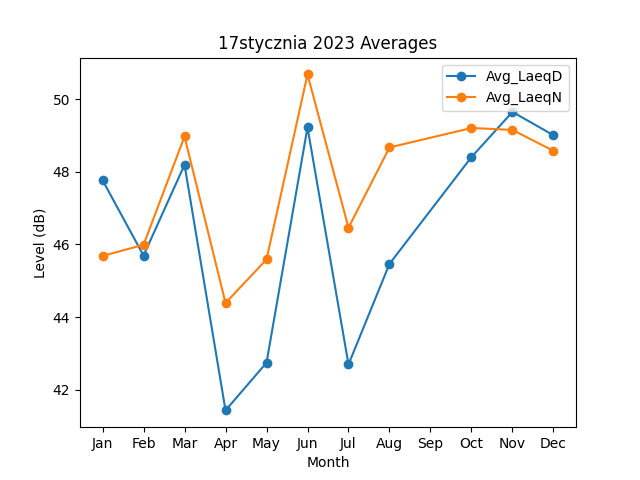 17stycznia 2023 Averages
Avg_LaeqD
Avg_LaeqN
50
48
46
44
42
Level (dB)
Jan Feb Mar Apr May Jun Jul Aug Sep Oct Nov Dec
Month